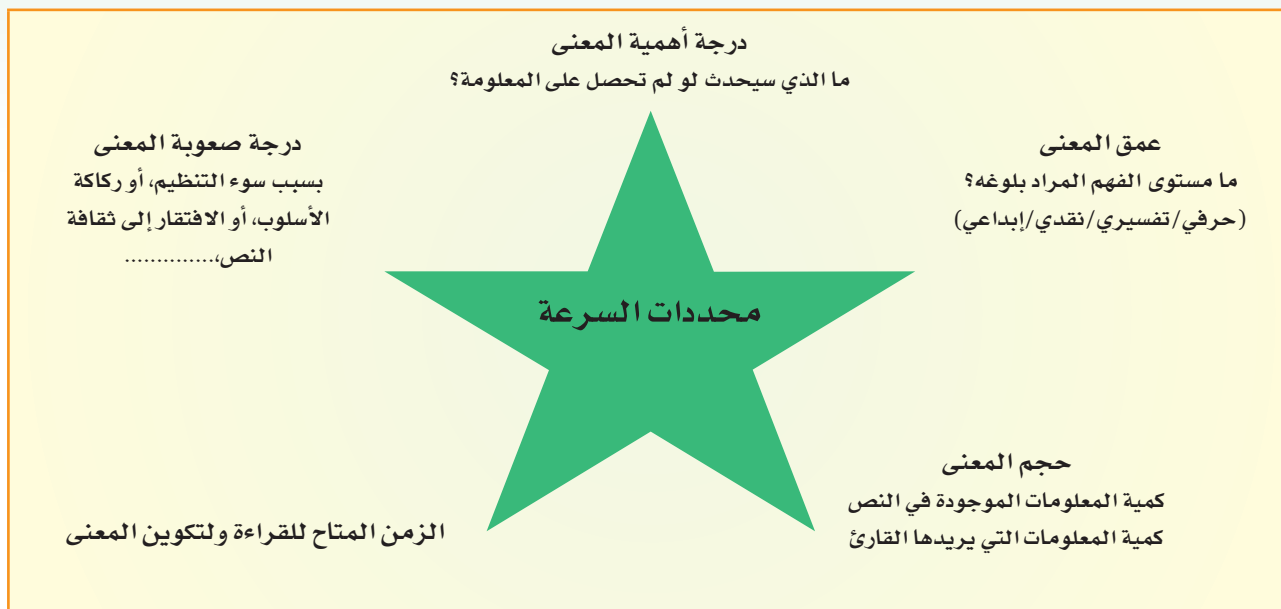 درجة أهمية المعنى
ما الذي سيحدث لو لم تحصل على المعلومة؟
عمق المعنى
ما مستوى الفهم المراد بلوغه؟
(حرفي/تفسيري/نقدي/إبداعي)
درجة صعوبة المعنى
بسبب سوء التنظيم، أو ركاكة
الأسلوب، أو الافتقار إلى ثقافة
النص،..............
محددات السرعة
حجم المعنى
كمية المعلومات الموجودة في النص
كمية المعلومات التي يريدها القارئ
الزمن المتاح للقراءة ولتكوين المعنى